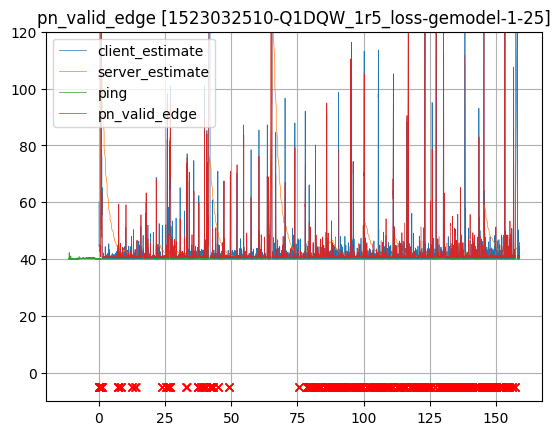 pn_valid_edge [1523032510-Q1DQW_1r5_loss-gemodel-1-25]
120
100
80
60
40
20
0
client_estimate
server_estimate
ping
pn_valid_edge
0
25
50
75
100
125
150